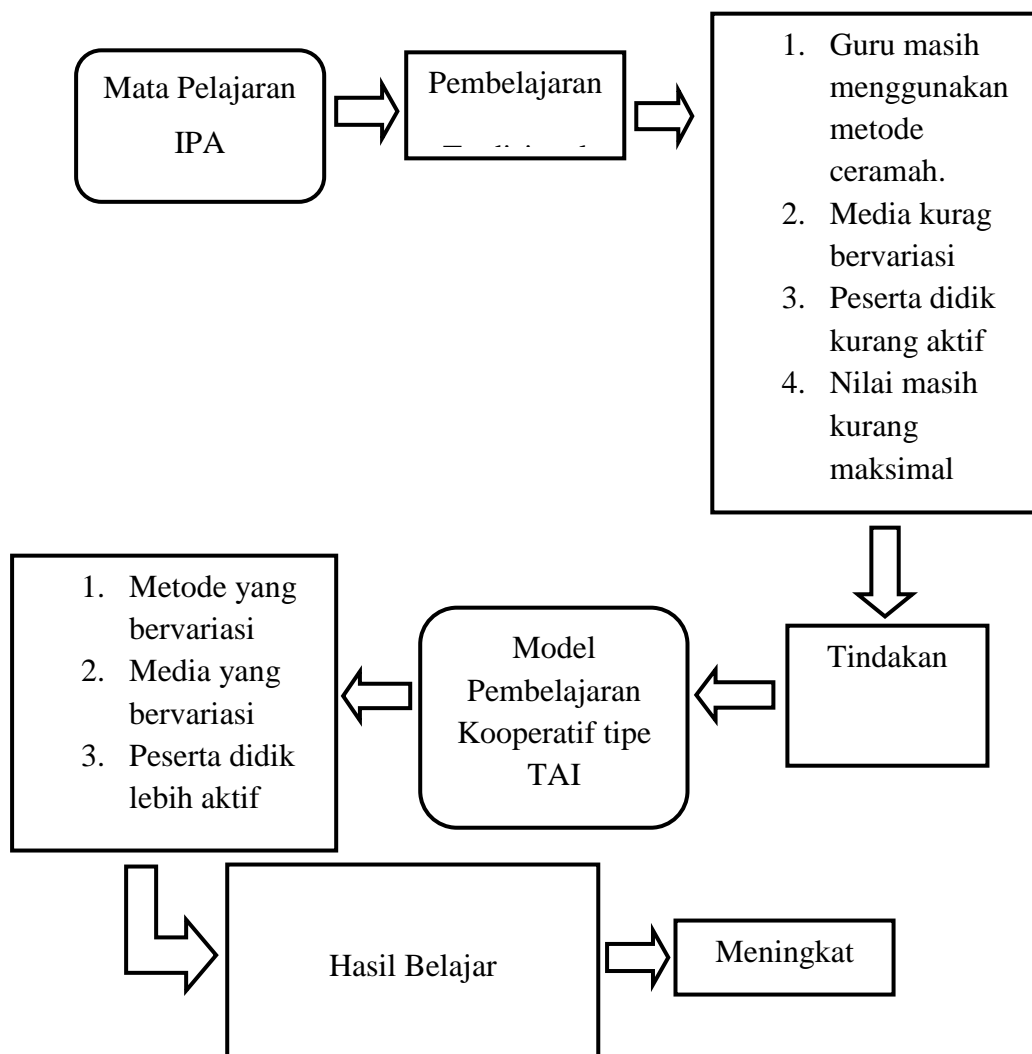 Mata Pelajaran
IPA
Pembelajaran
1. Guru masih
menggunakan
metode
ceramah.
2. Media kurag
bervariasi
3. Peserta didik
kurang aktif
4. Nilai masih
kurang
maksimal
Tindakan
Model
Pembelajaran
Kooperatif tipe
TAI
1. Metode yang
bervariasi
2. Media yang
bervariasi
3. Peserta didik
lebih aktif
Hasil Belajar
Meningkat